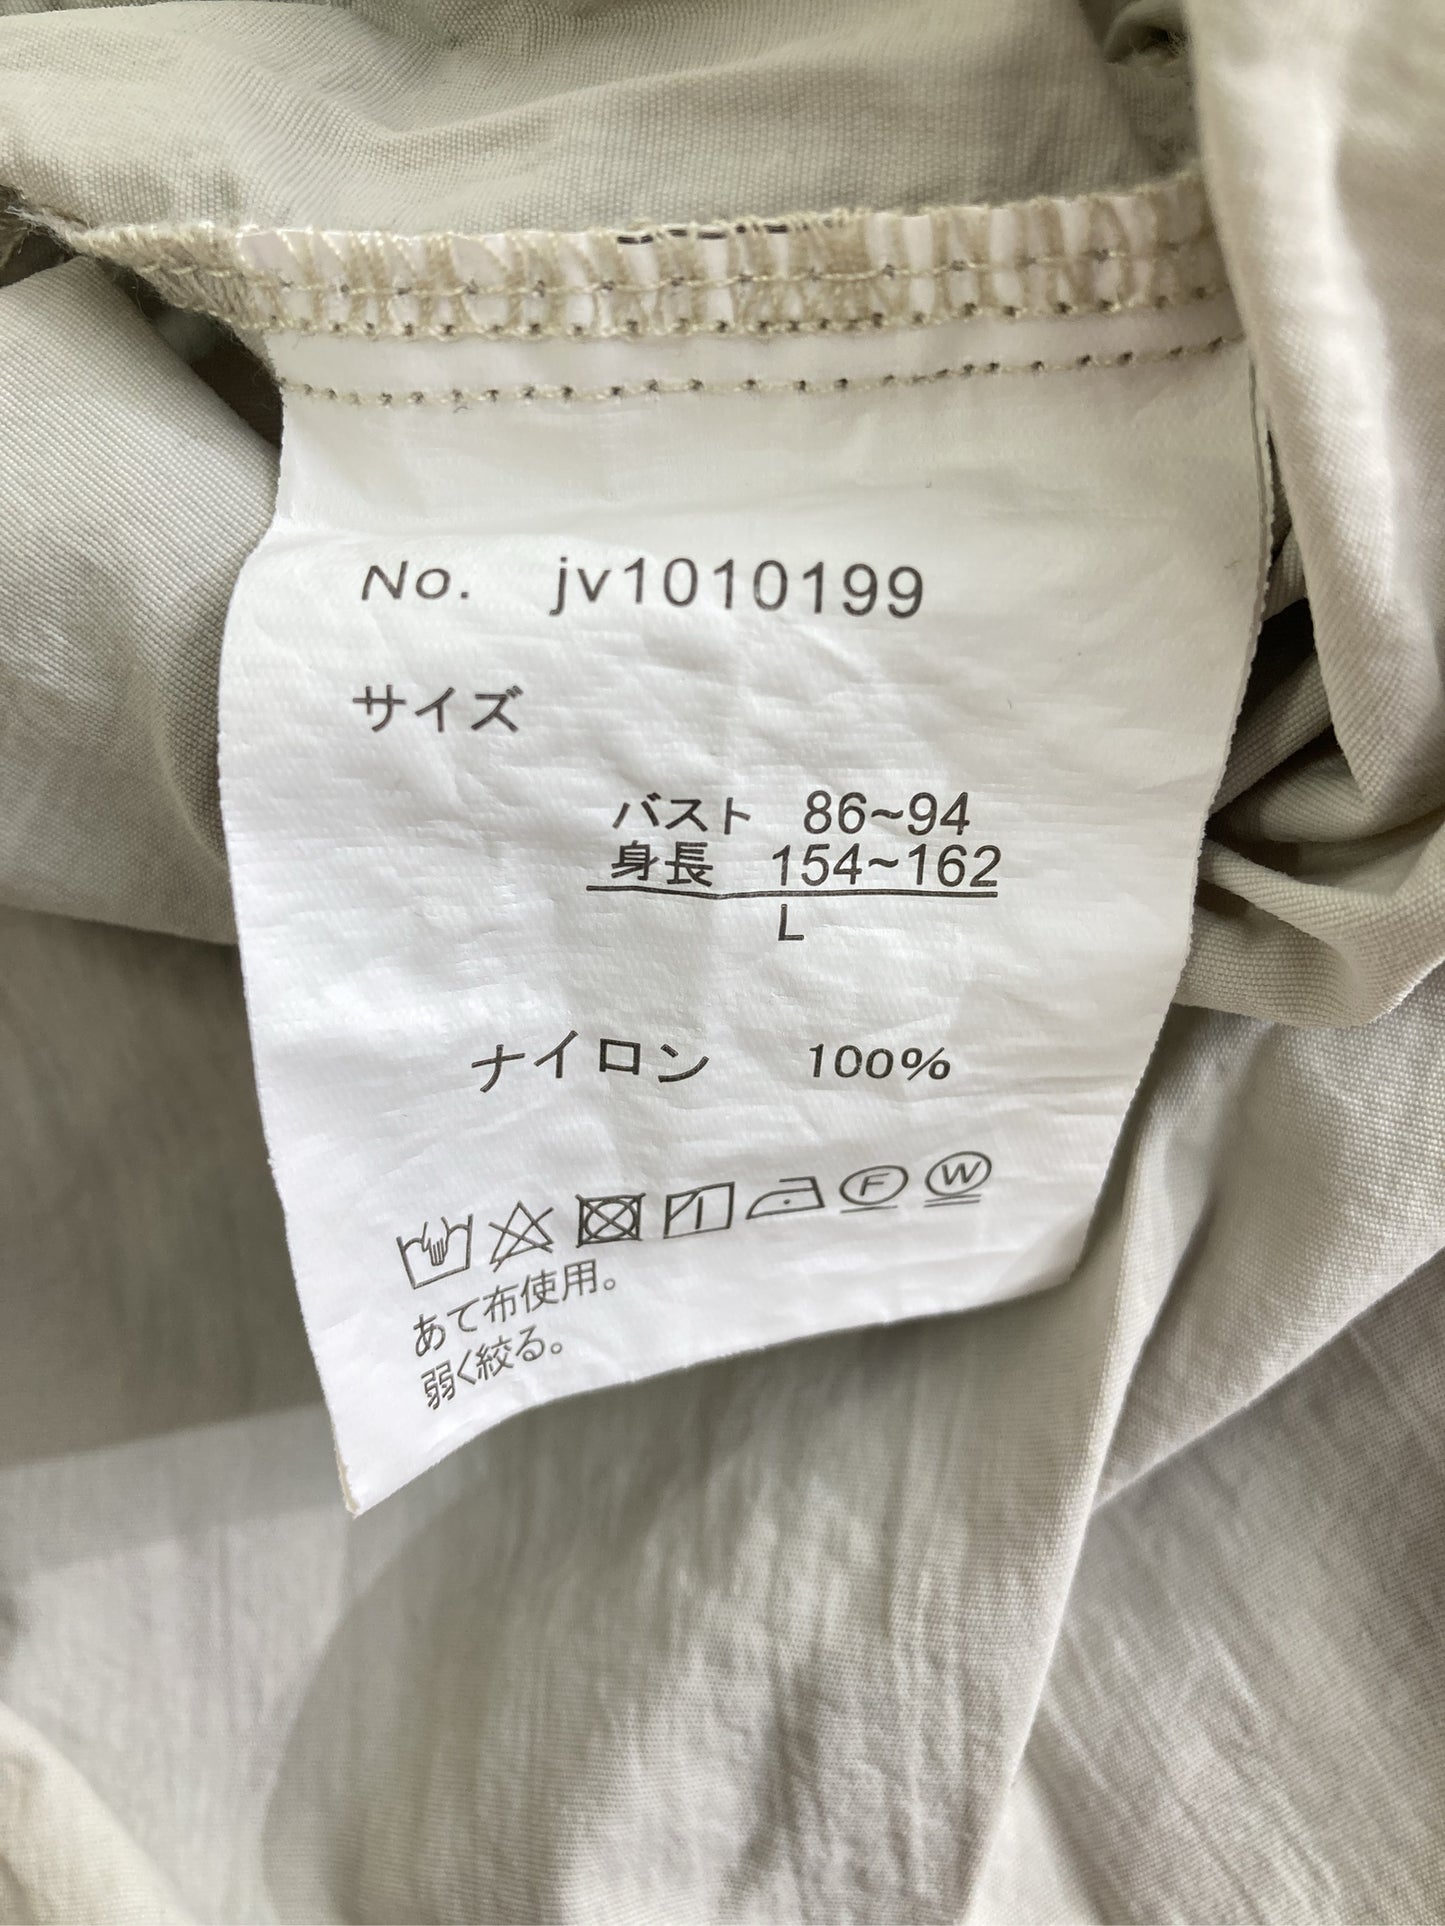 No. jv1010199
サイズ
バスト 86~94
身長 154~162
L
ナイロン 100%
F W
あて布使用。
弱く絞る。